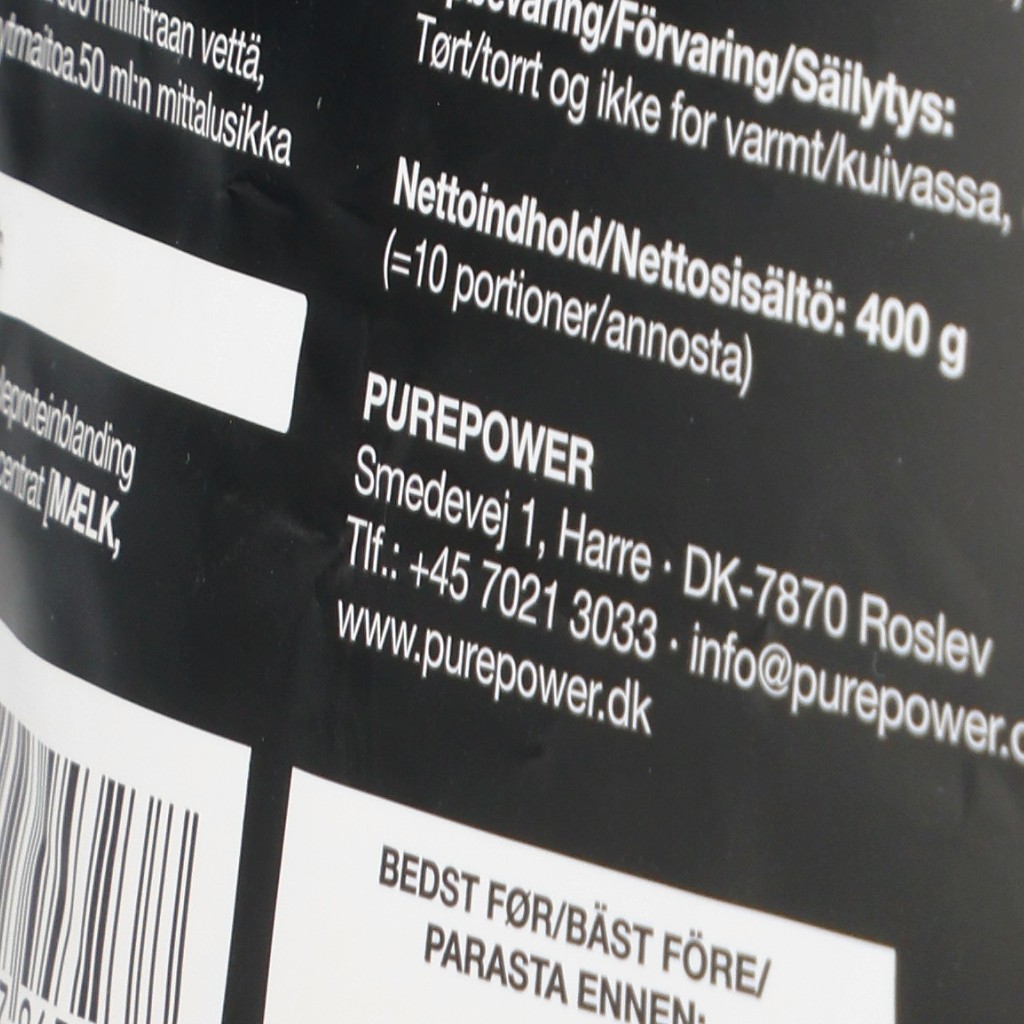 millilitraan vettä,
50 ml:n mittalusikka
proteinblanding
[MÆLK,
Förvaring/Säilytys:
Tørt/torrt og ikke for varmt/kuivassa,
Nettoindhold/Nettosisältö: 400 g
(=10 portioner/annosta)
PUREPOWER
Smedevej 1, Harre · DK-7870 Roslev
Tlf.: +45 7021 3033 · info@purepower.
www.purepower.dk
BEDST FØR/BÄST FÖRE/
PARASTA ENNEN: